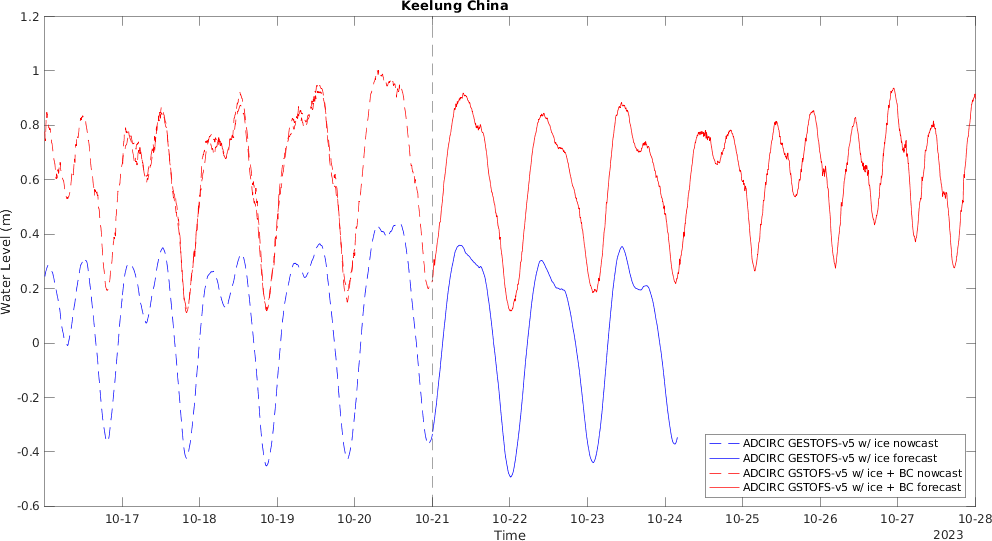 Keelung China
1.2
1
0.8
0.6
0.4
0.2
0
-0.2
-0.4
-0.6
Water Level (m)
ADCIRC GESTOFS-v5 w/ ice nowcast
ADCIRC GESTOFS-v5 w/ ice forecast
ADCIRC GSTOFS-v5 w/ ice + BC nowcast
ADCIRC GSTOFS-v5 w/ ice + BC forecast
10-17 10-18 10-19 10-20 10-21 10-22 10-23 10-24 10-25 10-26 10-27 10-28
Time
2023